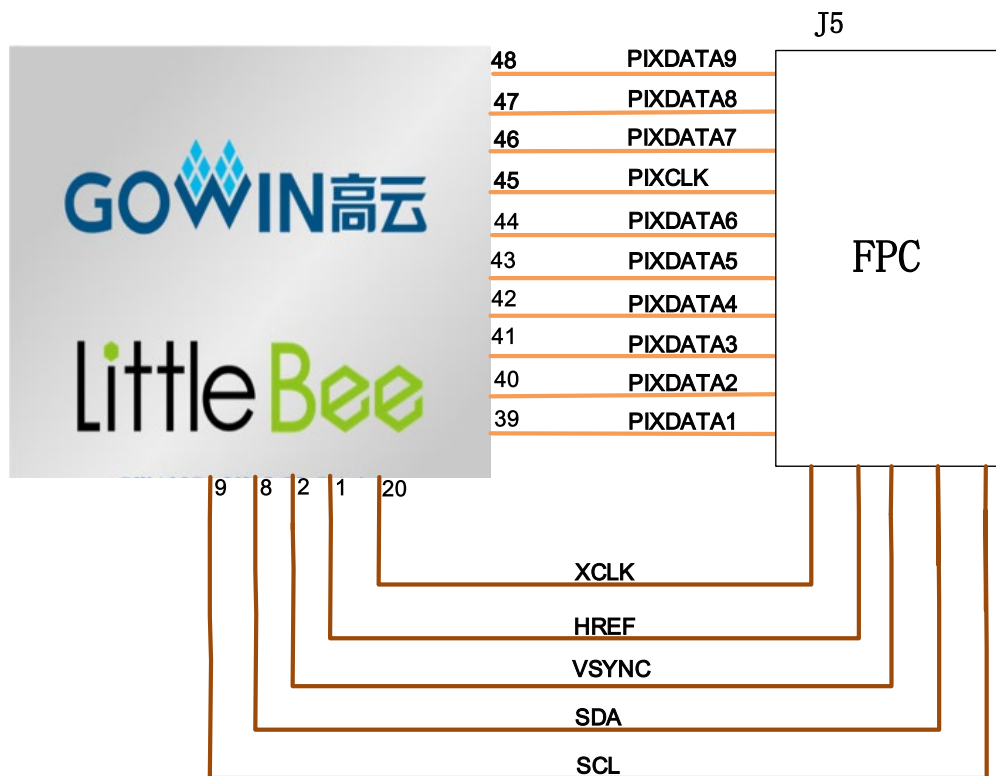 J5
48 PIXDATA9
47 PIXDATA8
46 PIXDATA7
45 PIXCLK
44 PIXDATA6
43 PIXDATA5
42 PIXDATA4
41 PIXDATA3
40 PIXDATA2
39 PIXDATA1
GOWIN高云
LittleBee
FPC
9 8 2 1 20
XCLK
HREF
VSYNC
SDA
SCL